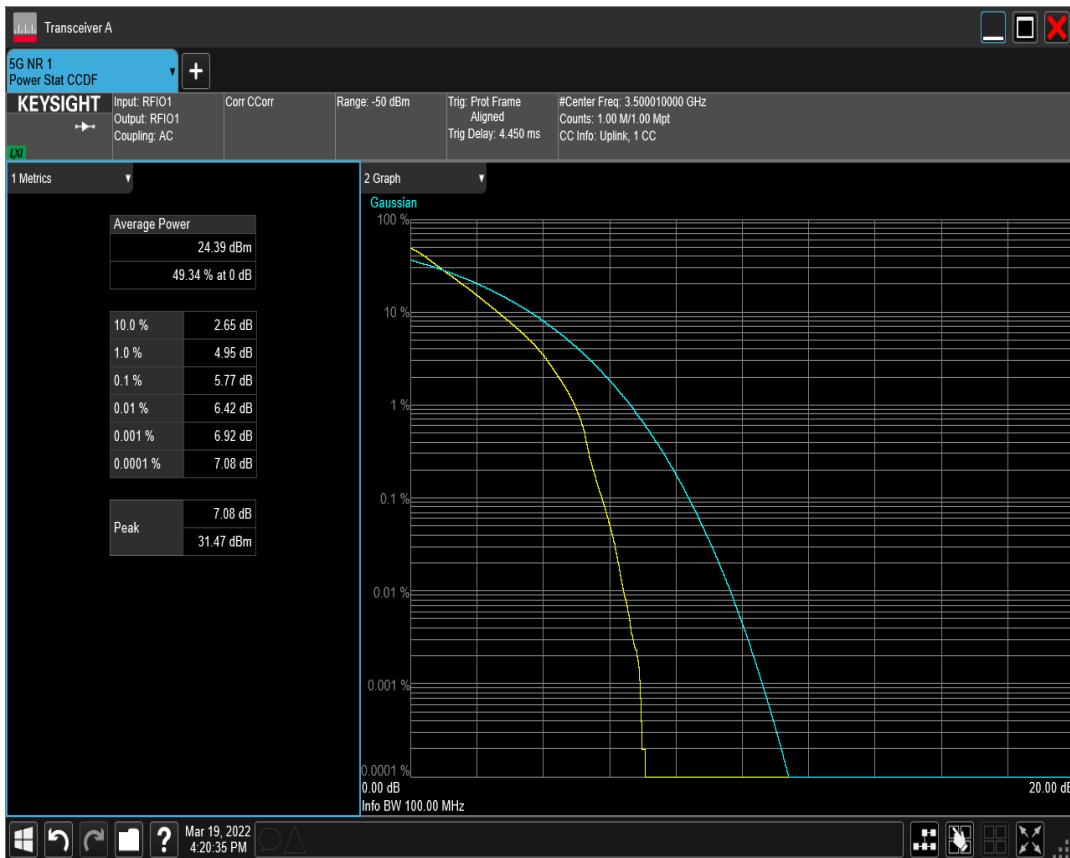 Transceiver A
5G NR 1
Power Stat CCDF
KEYSIGHT
LXI
Input: RFIO1
Output: RFIO1
Coupling: AC
Corr CCorr
Range: -50 dBm
Trig: Prot Frame
Aligned
Trig Delay: 4.450 ms
#Center Freq: 3.500010000 GHz
Counts: 1.00 M/1.00 Mpt
CC Info: Uplink, 1 CC
1 Metrics
Average Power
24.39 dBm
49.34 % at 0 dB
10.0 % 2.65 dB
1.0 % 4.95 dB
0.1 % 5.77 dB
0.01 % 6.42 dB
0.001 % 6.92 dB
0.0001 % 7.08 dB
Peak
7.08 dB
31.47 dBm
2 Graph
Gaussian
100 %
10 %
1 %
0.1 %
0.01 %
0.001 %
0.0001 %
0.00 dB 20.00 dB
Info BW 100.00 MHz
Mar 19, 2022
4:20:35 PM